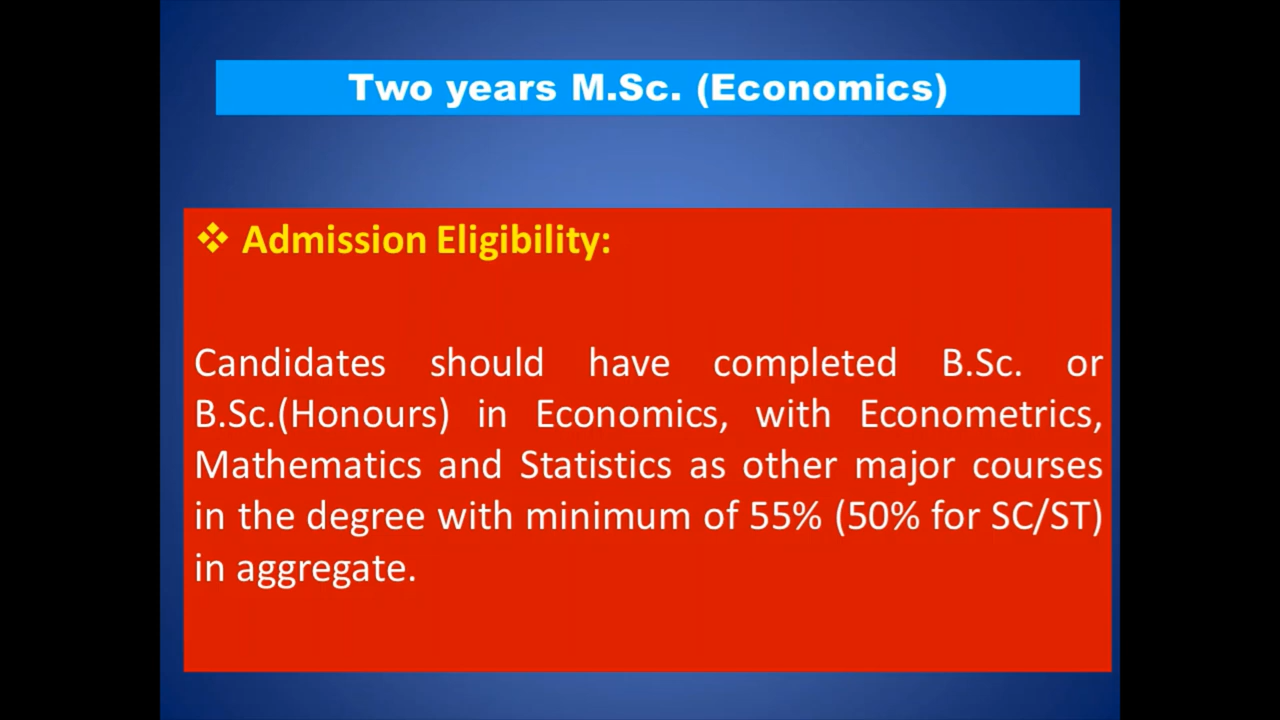 Two years M.Sc. (Economics)
❖ Admission Eligibility:
Candidates should have completed B.Sc. or
B.Sc.(Honours) in Economics, with Econometrics,
Mathematics and Statistics as other major courses
in the degree with minimum of 55% (50% for SC/ST)
in aggregate.